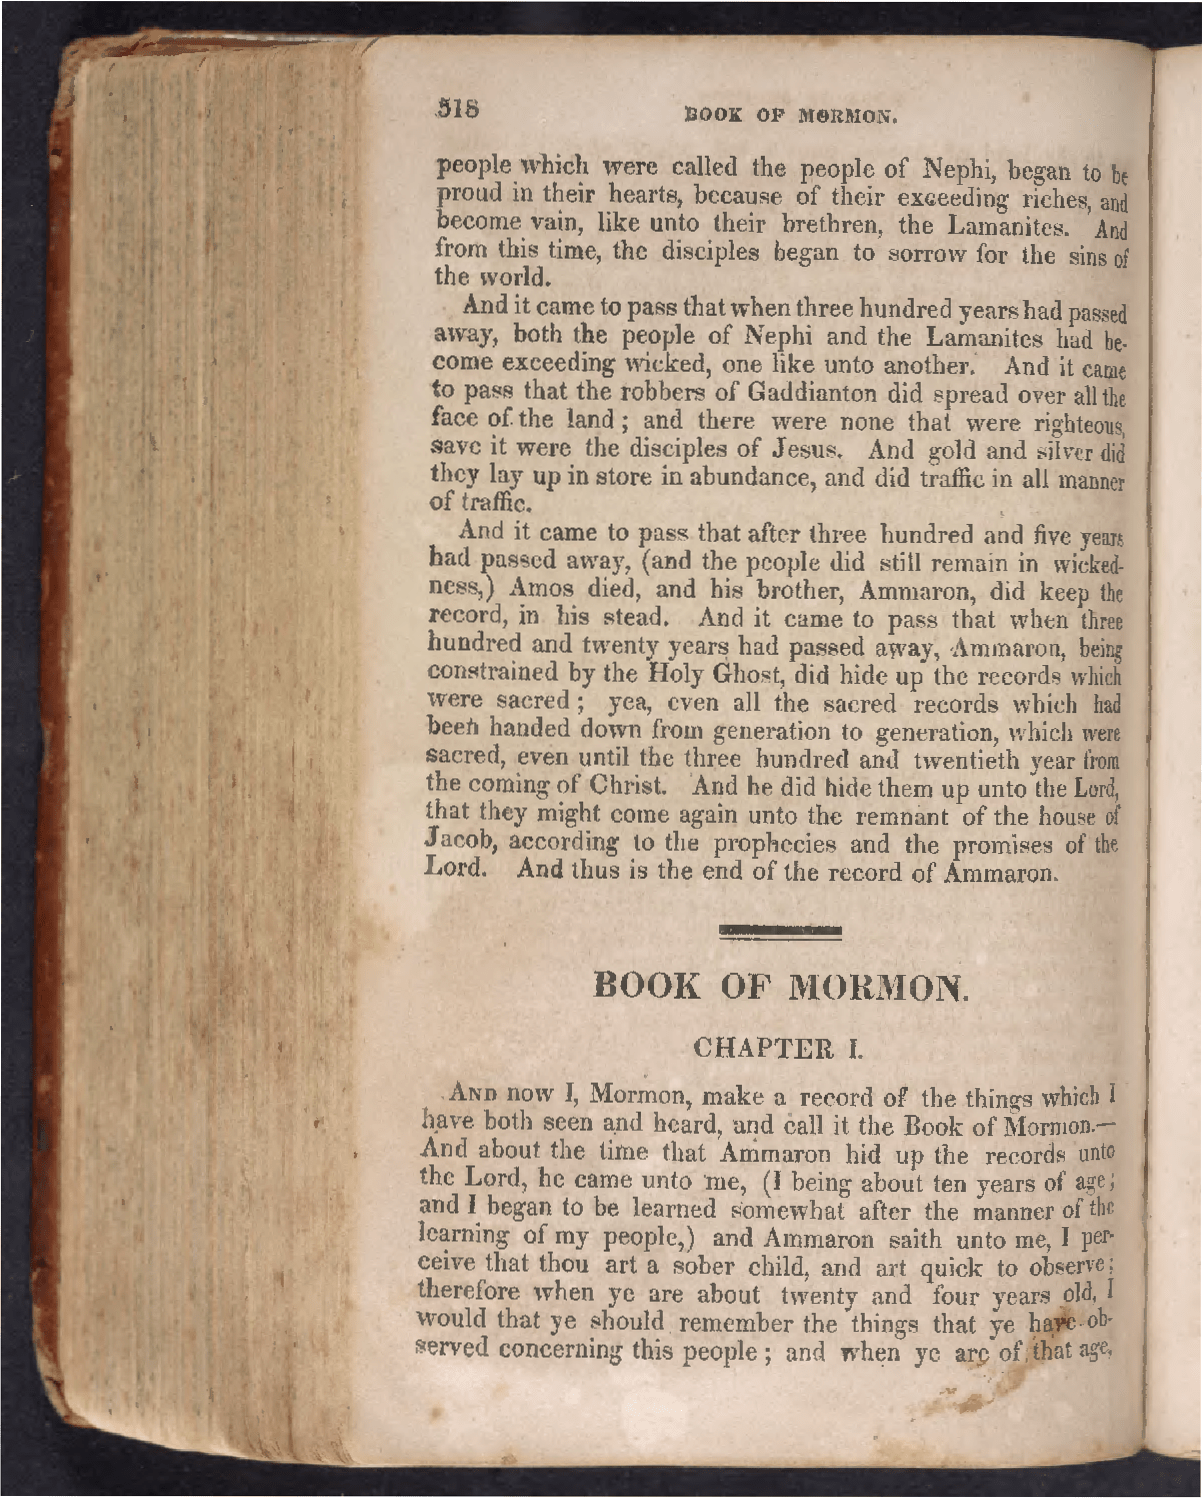 518
BOOK OF MORMON.
people which were called the people of Nephi, began to be
proud in their hearts, because of their exceeding riches, and
become vain, like unto their brethren, the Lamanites. And
from this time, the disciples began to sorrow for the sins of
the world.
And it came to pass that when three hundred years had passed
away, both the people of Nephi and the Lamanites had be-
come exceeding wicked, one like unto another. And it came
to pass that the robbers of Gaddianton did spread over all the
face of the land; and there were none that were righteous,
save it were the disciples of Jesus. And gold and silver did
they lay up in store in abundance, and did traffic in all manner
of traffic.
And it came to pass that after three hundred and five years
had passed away, (and the people did still remain in wicked-
ness,) Amos died, and his brother, Ammaron, did keep the
record, in his stead. And it came to pass that when three
hundred and twenty years had passed away, Ammaron, being
constrained by the Holy Ghost, did hide up the records which
were sacred; yea, even all the sacred records which had
been handed down from generation to generation, which were
sacred, even until the three hundred and twentieth year from
the coming of Christ. And he did hide them up unto the Lord,
that they might come again unto the remnant of the house of
Jacob, according to the prophecies and the promises of the
Lord. And thus is the end of the record of Ammaron.
BOOK OF MORMON.
CHAPTER I.
AND now I, Mormon, make a record of the things which I
have both seen and heard, and call it the Book of Mormon.—
And about the time that Ammaron hid up the records unto
the Lord, he came unto me, (I being about ten years of age;
and I began to be learned somewhat after the manner of the
learning of my people,) and Ammaron saith unto me, I per-
ceive that thou art a sober child, and art quick to observe;
therefore when ye are about twenty and four years old, I
would that ye should remember the things that ye have ob-
served concerning this people; and when ye are of that age,